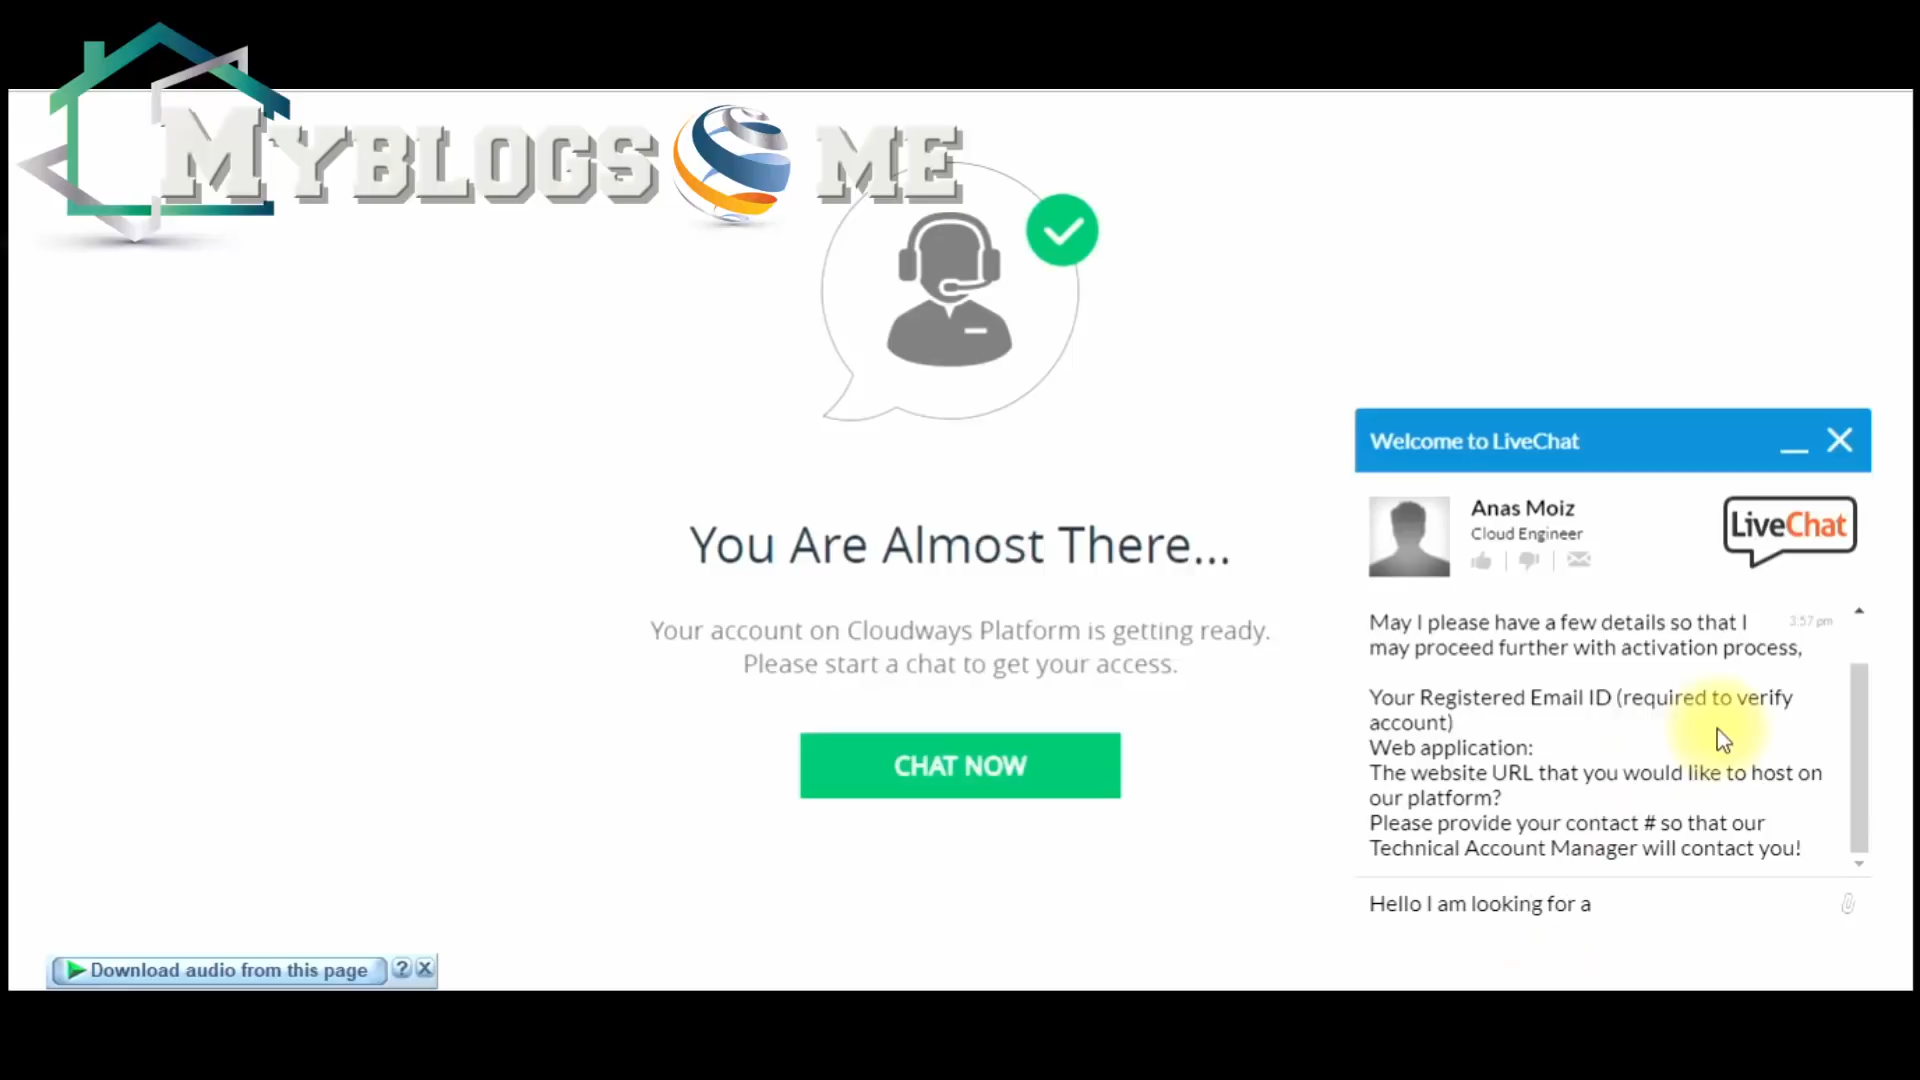 MYBLOGS ME
You Are Almost There...
Your account on Cloudways Platform is getting ready.
Please start a chat to get your access.
CHAT NOW
Welcome to LiveChat
Anas Moiz
Cloud Engineer
LiveChat
May I please have a few details so that I 3:57 pm
may proceed further with activation process,
Your Registered Email ID (required to verify
account)
Web application:
The website URL that you would like to host on
our platform?
Please provide your contact # so that our
Technical Account Manager will contact you!
Hello I am looking for a
Download audio from this page ? X